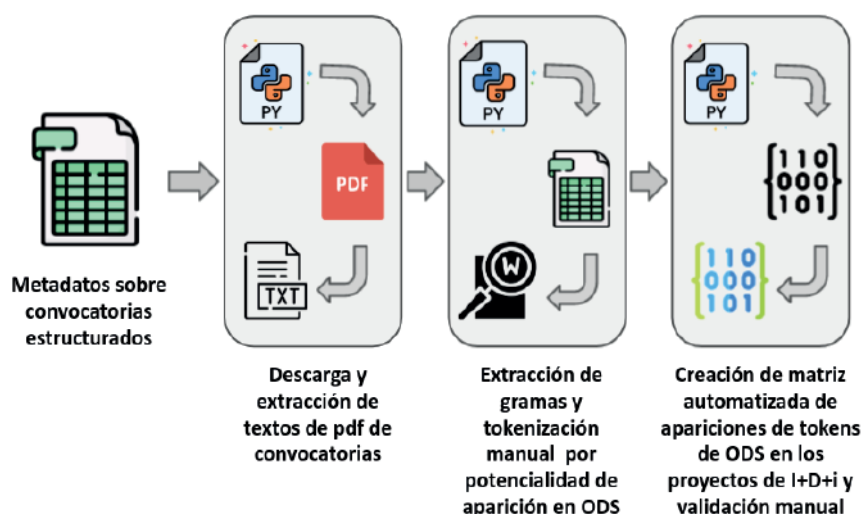 PY
PDF
TXT
PY
W
PY
110
000
101
110
000
101
Metadatos sobre
convocatorias
estructurados
Descarga y
extracción de
textos de pdf de
convocatorias
Extracción de
gramas y
tokenización
manual por
potencialidad de
aparición en ODS
Creación de matriz
automatizada de
apariciones de tokens
de ODS en los
proyectos de I+D+i y
validación manual